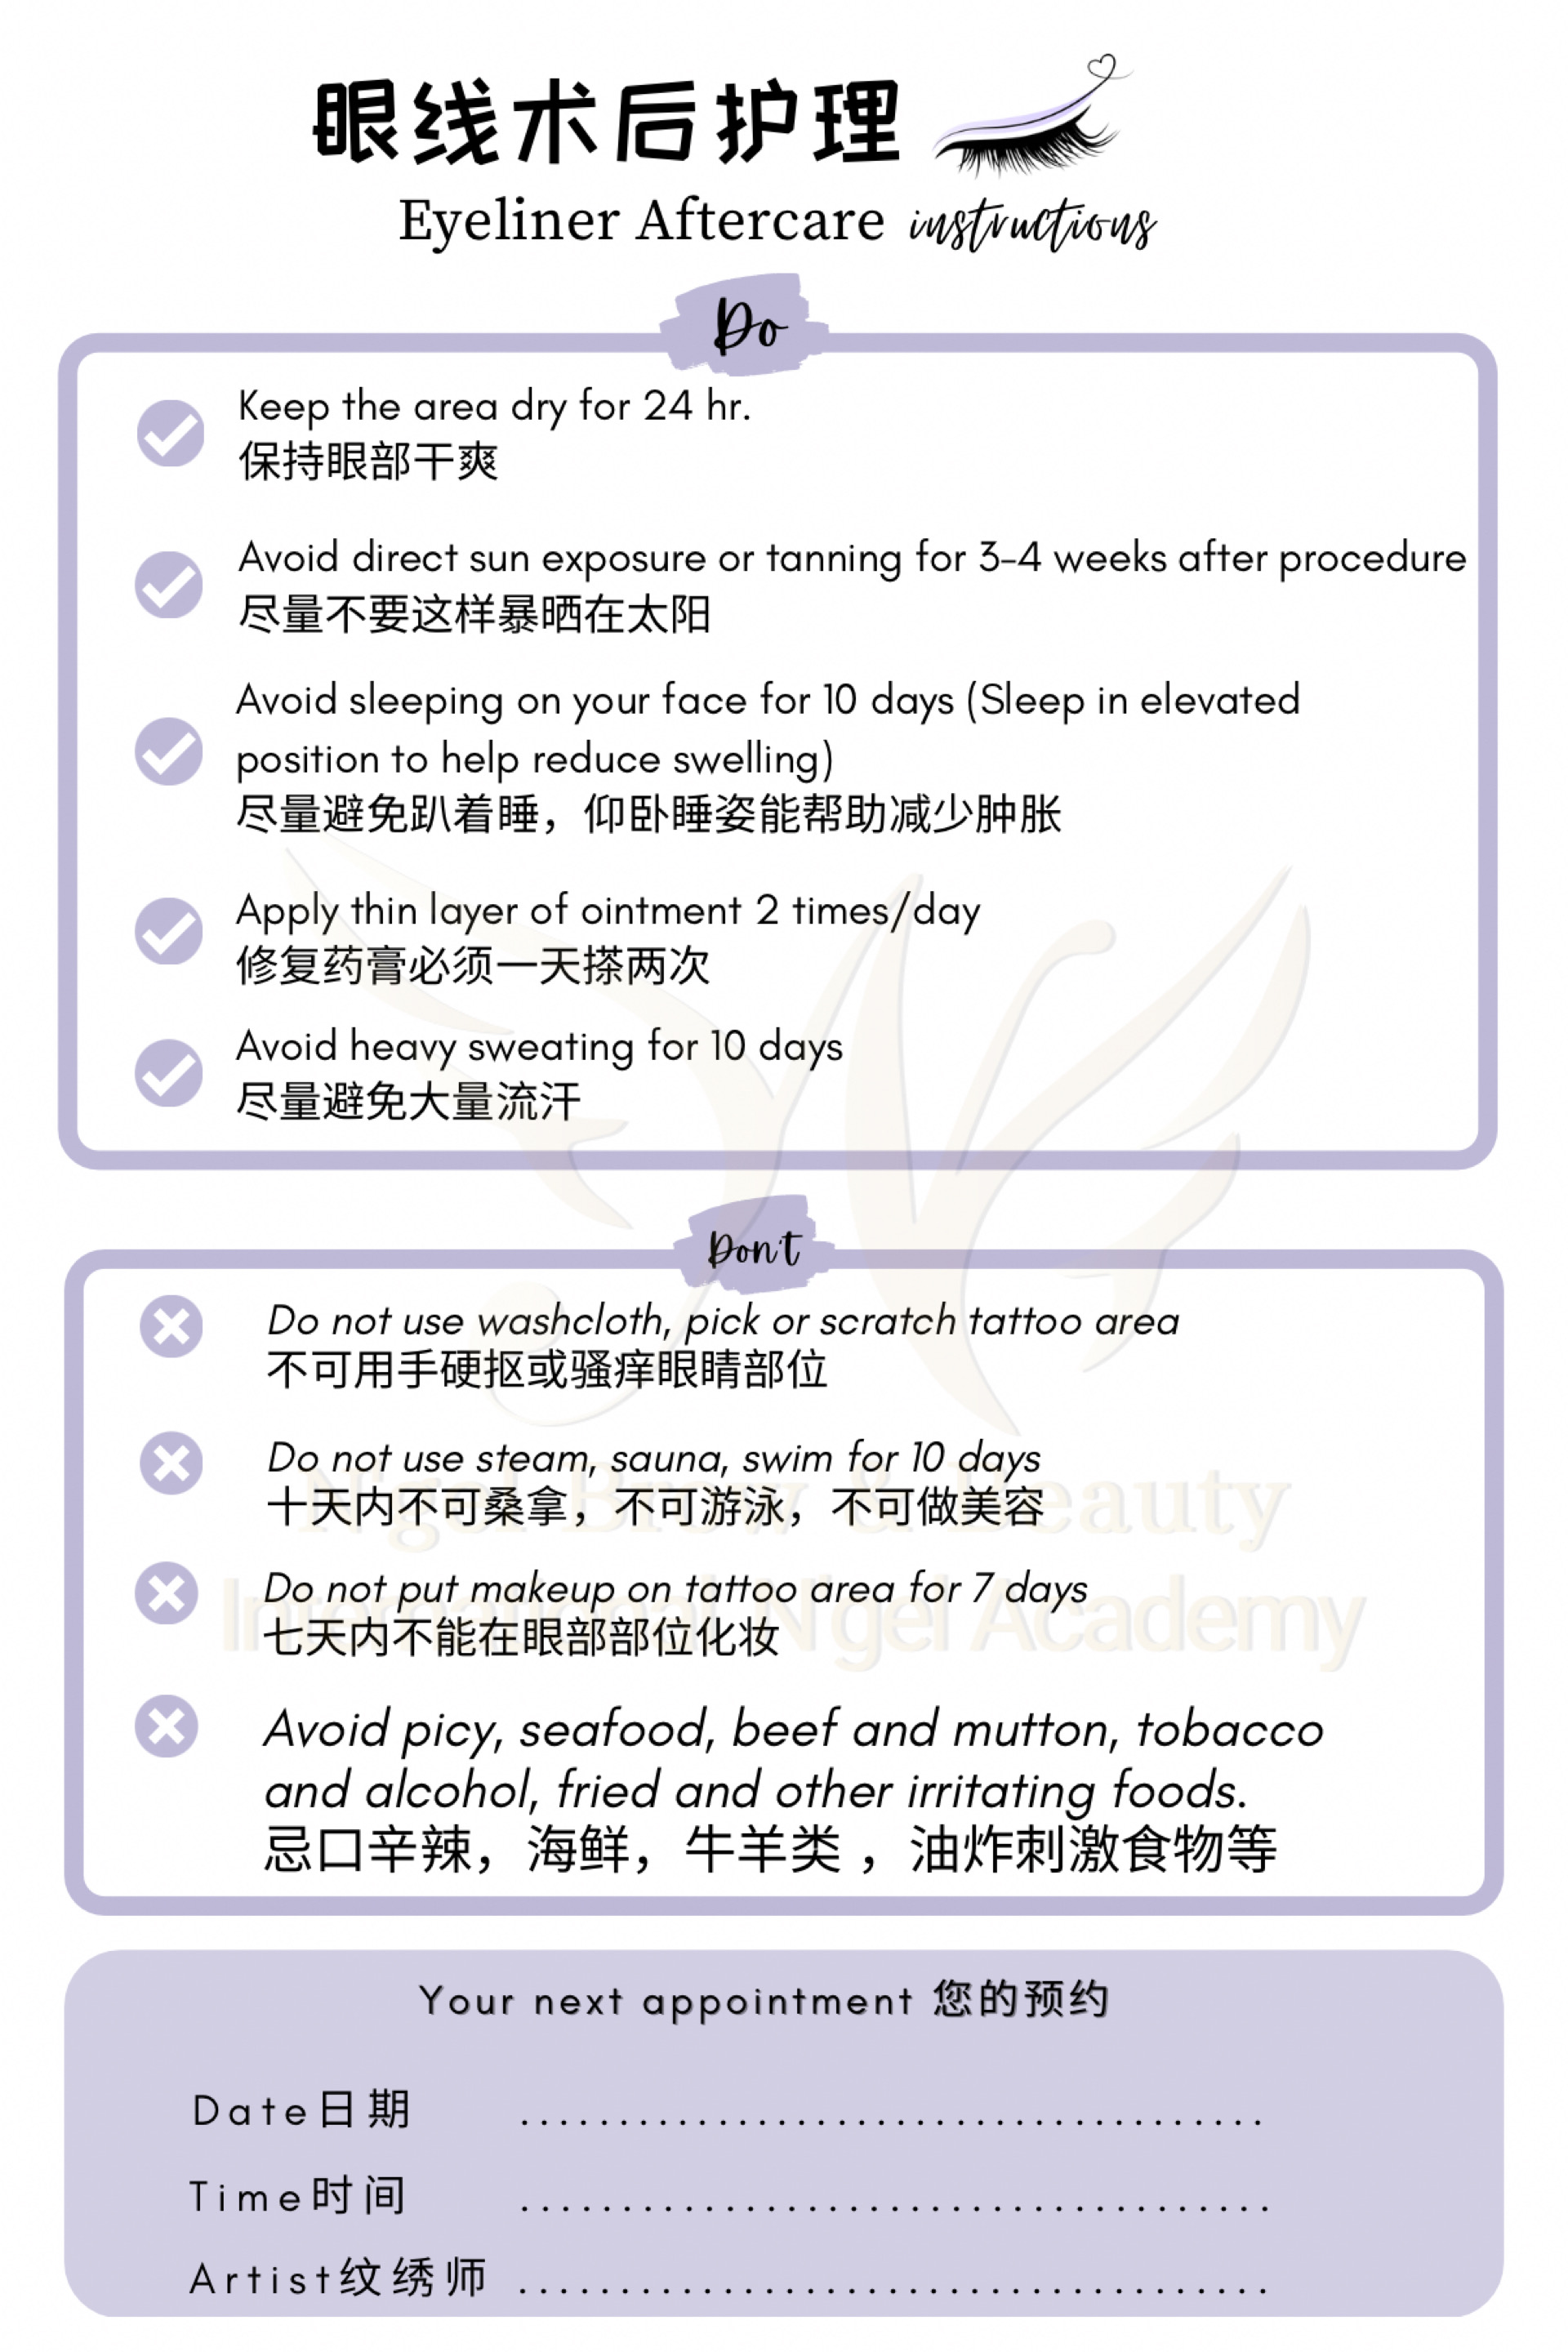 眼线术后护理
Eyeliner Aftercare instructions
Do
Keep the area dry for 24 hr.
保持眼部干爽
Avoid direct sun exposure or tanning for 3-4 weeks after procedure
尽量不要这样暴晒在太阳
Avoid sleeping on your face for 10 days (Sleep in elevated
position to help reduce swelling)
尽量避免趴着睡，仰卧睡姿能帮助减少肿胀
Apply thin layer of ointment 2 times/day
修复药膏必须一天搽两次
Avoid heavy sweating for 10 days
尽量避免大量流汗
Don't
Do not use washcloth, pick or scratch tattoo area
不可用手硬抠或骚痒眼睛部位
Do not use steam, sauna, swim for 10 days
十天内不可桑拿，不可游泳，不可做美容
N'gel Brow & Beauty
Do not put makeup on tattoo area for 7 days
International N'gel Academy
七天内不能在眼部部位化妆
Avoid picy, seafood, beef and mutton, tobacco
and alcohol, fried and other irritating foods.
忌口辛辣，海鲜，牛羊类 ，油炸刺激食物等
Your next appointment 您的预约
Date日期 ....................................
Time时间 ....................................
Artist纹绣师 ....................................